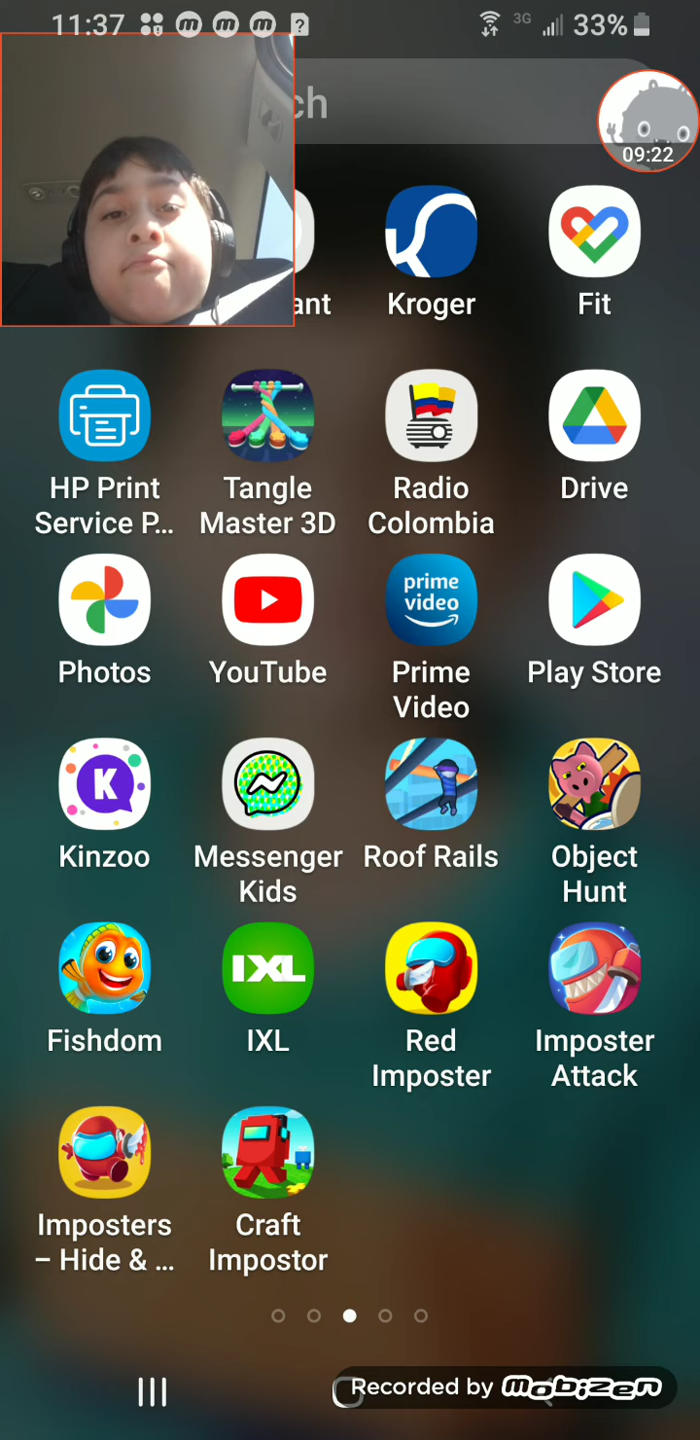 11:37
3G
33%
ch
09:22
ant
Kroger
Fit
HP Print
Service P...
Tangle
Master 3D
Radio
Colombia
Drive
prime
video
Photos
YouTube
Prime
Video
Play Store
K
Kinzoo
Messenger
Kids
Roof Rails
Object
Hunt
IXL
Fishdom
IXL
Red
Imposter
Imposter
Attack
Imposters
– Hide & ...
Craft
Impostor
Recorded by mobizen